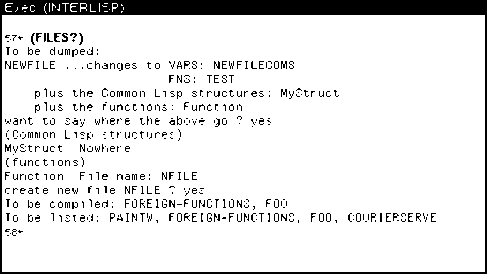 Exec (INTERLISP)
57← (FILES?)
To be dumped:
NEWFILE ...changes to VARS: NEWFILECOMS
FNS: TEST
plus the Common Lisp structures: MyStruct
plus the functions: Function
want to say where the above go ? yes
(Common Lisp structures)
MyStruct Nowhere
(functions)
Function File name: NFILE
create new file NFILE ? yes
To be compiled: FOREIGN-FUNCTIONS, FOO
To be listed: PAINTW, FOREIGN-FUNCTIONS, FOO, COURIERSERVE
58←